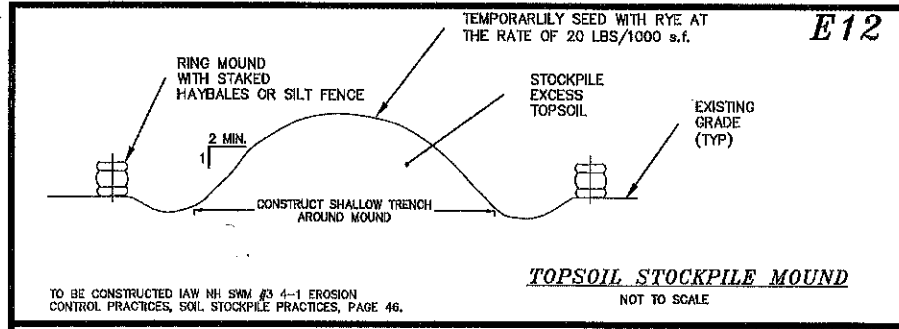 TEMPORARLILY SEED WITH RYE AT
THE RATE OF 20 LBS/1000 s.f.
E12
RING MOUND
WITH STAKED
HAYBALES OR SILT FENCE
STOCKPILE
EXCESS
TOPSOIL
EXISTING
GRADE
(TYP)
2 MIN.
1
CONSTRUCT SHALLOW TRENCH
AROUND MOUND
TOPSOIL STOCKPILE MOUND
NOT TO SCALE
TO BE CONSTRUCTED IAW NH SWM #3 4-1 EROSION
CONTROL PRACTICES, SOIL STOCKPILE PRACTICES, PAGE 46.